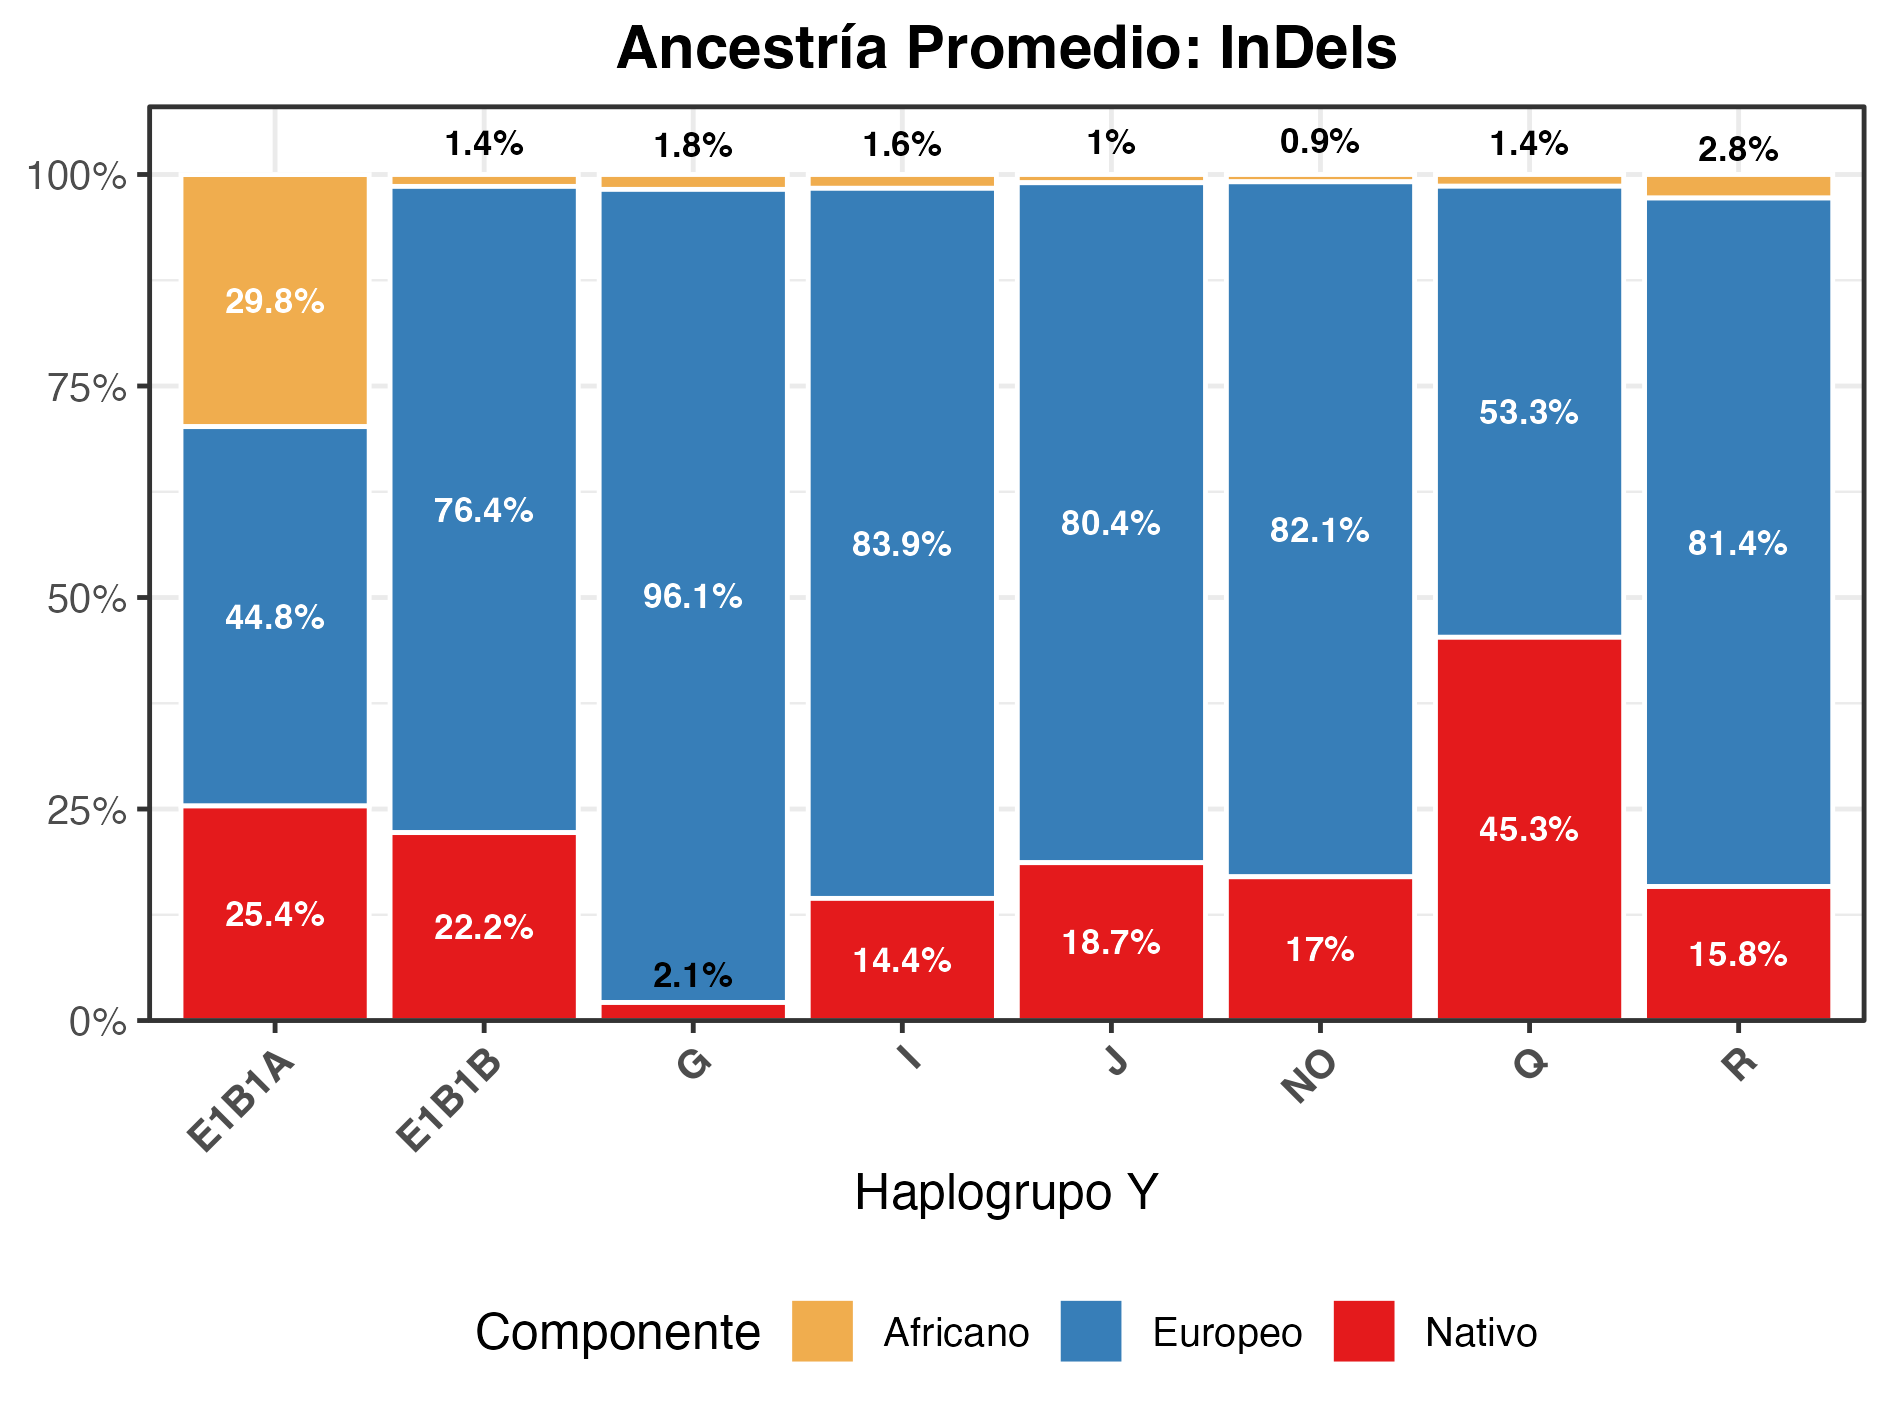 Ancestría Promedio: InDels
1.4% 1.8% 1.6% 1% 0.9% 1.4% 2.8%
100%
29.8%
75%
53.3%
76.4% 80.4% 82.1% 81.4%
83.9%
50% 96.1%
44.8%
25%
45.3%
25.4% 22.2% 18.7% 17% 15.8%
2.1% 14.4%
0%
E1B1A E1B1B G I J NO Q R
Haplogrupo Y
Componente Africano Europeo Nativo